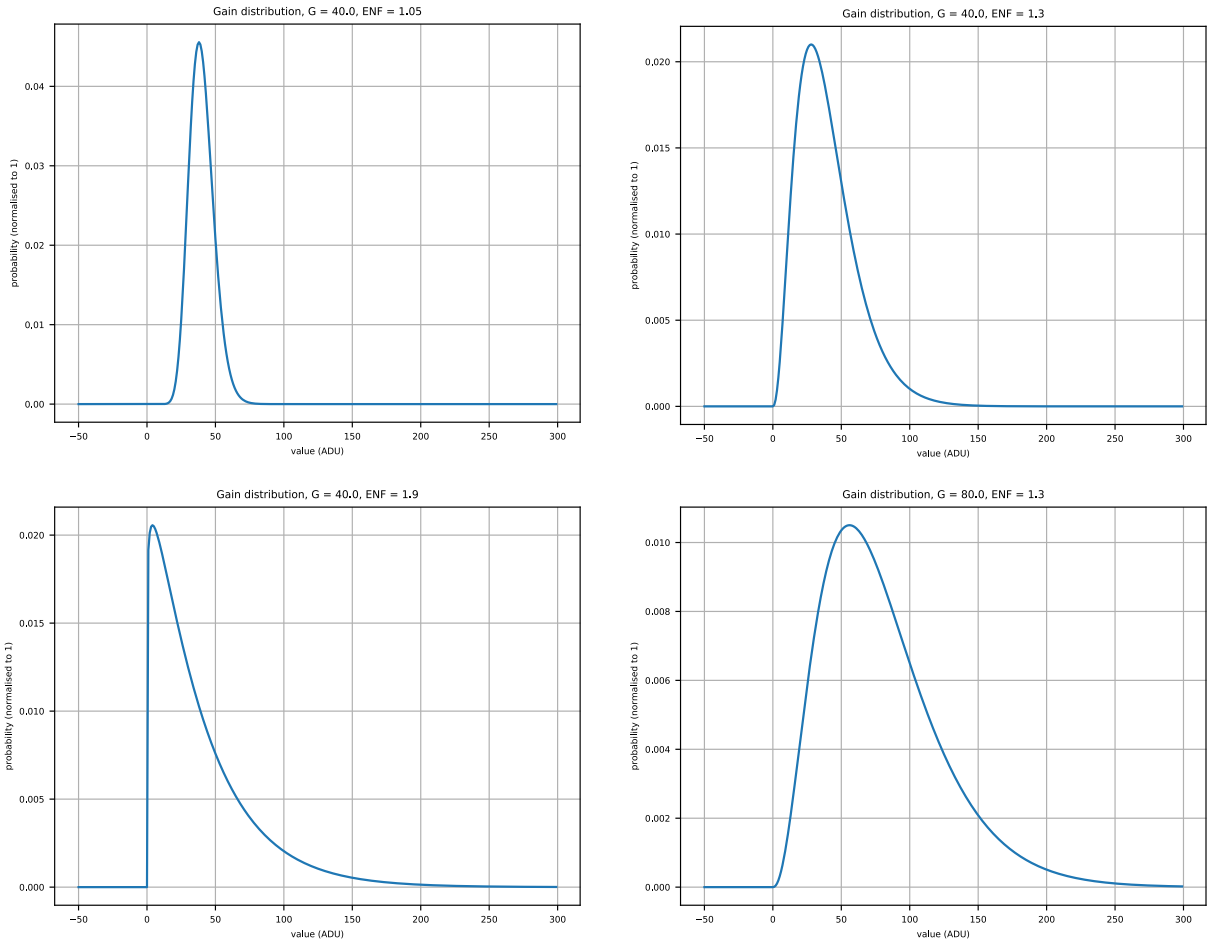 Gain distribution, G = 40.0, ENF = 1.05
probability (normalised to 1)
0.04
0.03
0.02
0.01
0.00
−50 0 50 100 150 200 250 300
value (ADU)
Gain distribution, G = 40.0, ENF = 1.3
probability (normalised to 1)
0.020
0.015
0.010
0.005
0.000
−50 0 50 100 150 200 250 300
value (ADU)
Gain distribution, G = 40.0, ENF = 1.9
probability (normalised to 1)
0.020
0.015
0.010
0.005
0.000
−50 0 50 100 150 200 250 300
value (ADU)
Gain distribution, G = 80.0, ENF = 1.3
probability (normalised to 1)
0.010
0.008
0.006
0.004
0.002
0.000
−50 0 50 100 150 200 250 300
value (ADU)